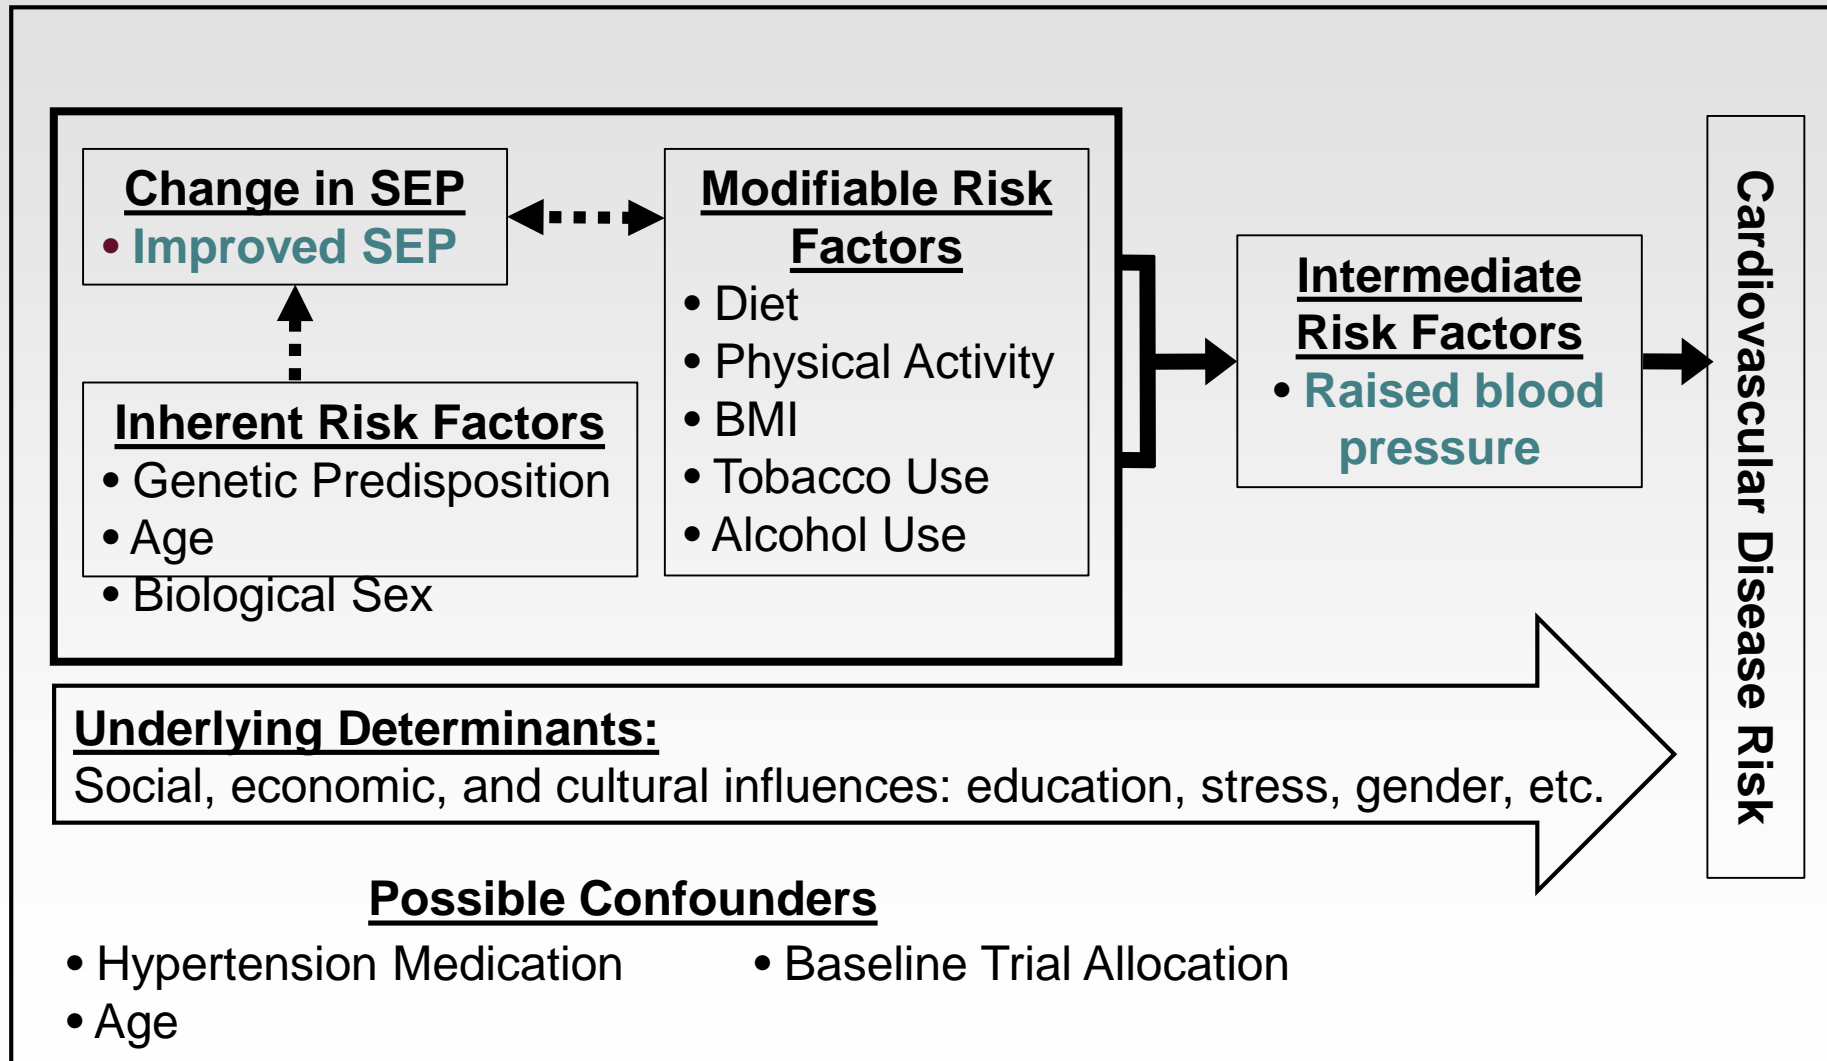 Change in SEP
• Improved SEP
Inherent Risk Factors
• Genetic Predisposition
• Age
• Biological Sex
Modifiable Risk
Factors
• Diet
• Physical Activity
• BMI
• Tobacco Use
• Alcohol Use
Intermediate
Risk Factors
• Raised blood
pressure
Cardiovascular Disease Risk
Underlying Determinants:
Social, economic, and cultural influences: education, stress, gender, etc.
Possible Confounders
• Hypertension Medication
• Age
• Baseline Trial Allocation